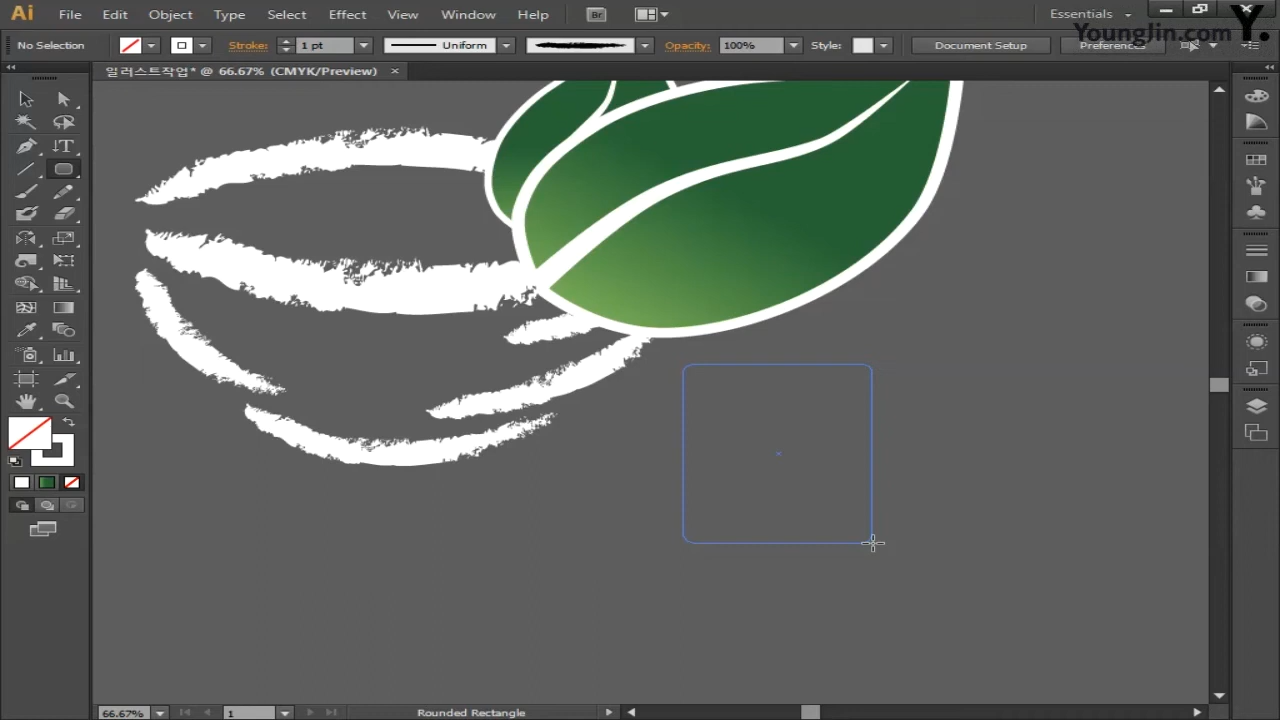 Ai File Edit Object Type Select Effect View Window Help Br Essentials
YoungJin.com Y.
No Selection Stroke: 1 pt Uniform Opacity: 100% Style: Document Setup Preferences
일러스트작업* @ 66.67% (CMYK/Preview) ×
66.67% 1 Rounded Rectangle